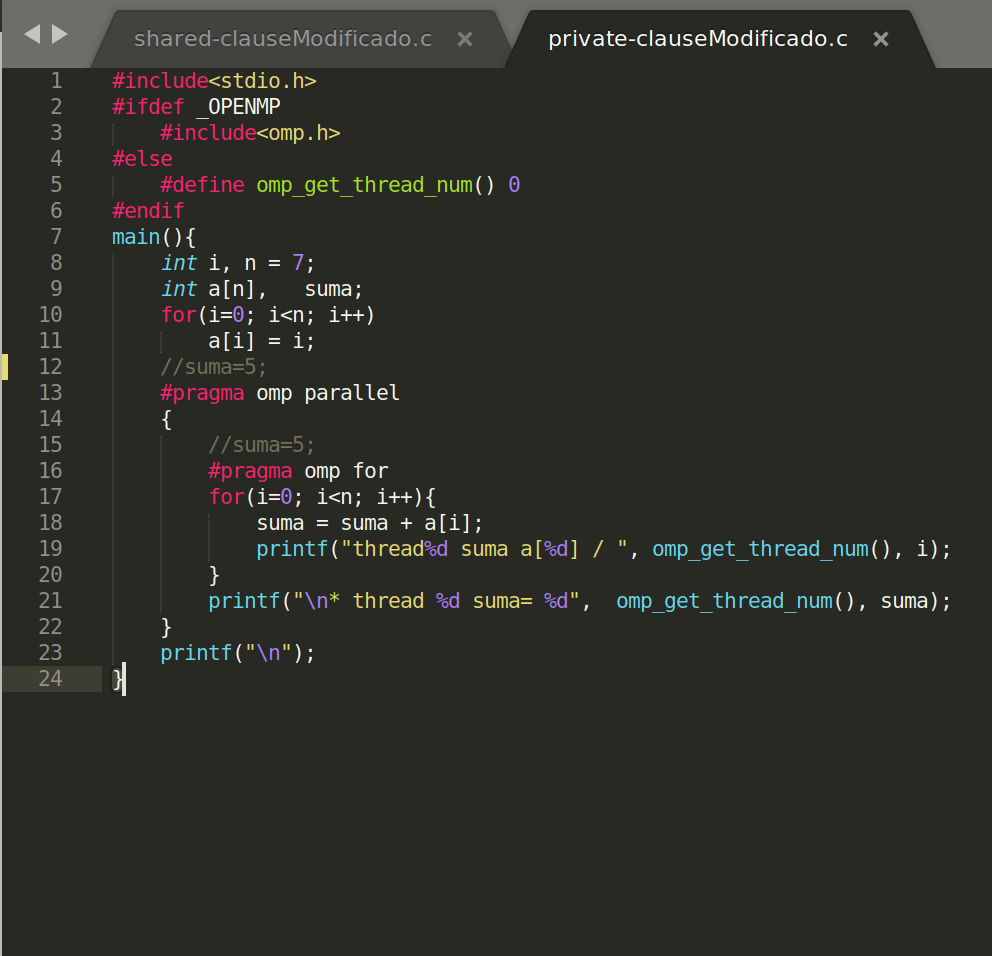 shared-clauseModificado.c × private-clauseModificado.c ×
1 #include<stdio.h>
2 #ifdef _OPENMP
3     #include<omp.h>
4 #else
5     #define omp_get_thread_num() 0
6 #endif
7 main(){
8     int i, n = 7;
9     int a[n],   suma;
10     for(i=0; i<n; i++)
11         a[i] = i;
12     //suma=5;
13     #pragma omp parallel
14     {
15         //suma=5;
16         #pragma omp for
17         for(i=0; i<n; i++){
18             suma = suma + a[i];
19             printf("thread%d suma a[%d] / ", omp_get_thread_num(), i);
20         }
21         printf("\n* thread %d suma= %d",  omp_get_thread_num(), suma);
22     }
23     printf("\n");
24 }